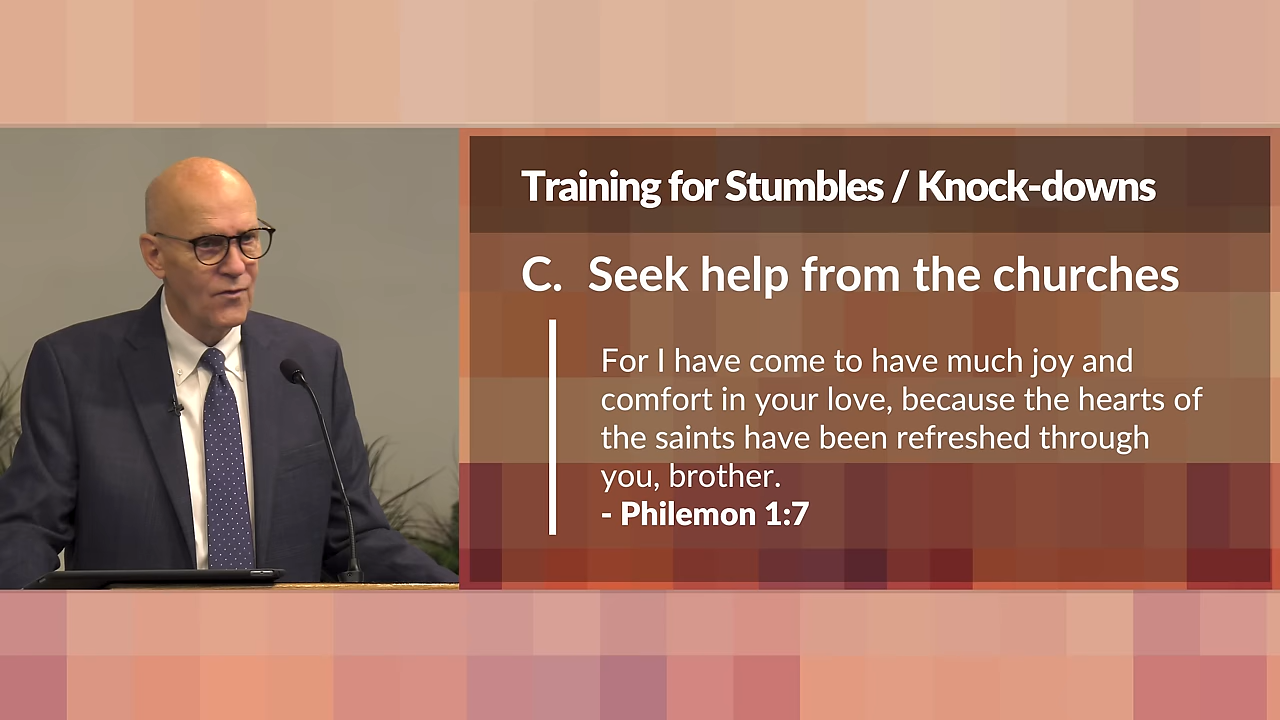 Training for Stumbles / Knock-downs
C. Seek help from the churches
For I have come to have much joy and
comfort in your love, because the hearts of
the saints have been refreshed through
you, brother.
- Philemon 1:7